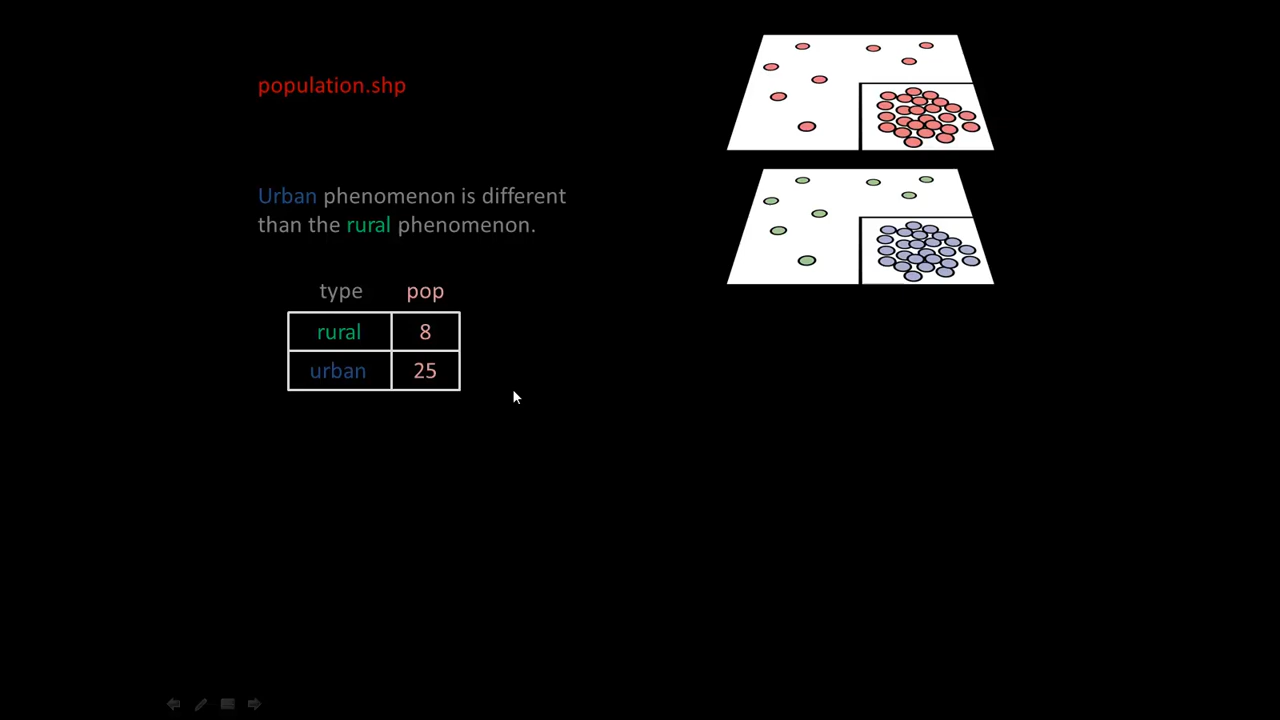 population.shp
Urban phenomenon is different
than the rural phenomenon.
type pop
rural 8
urban 25